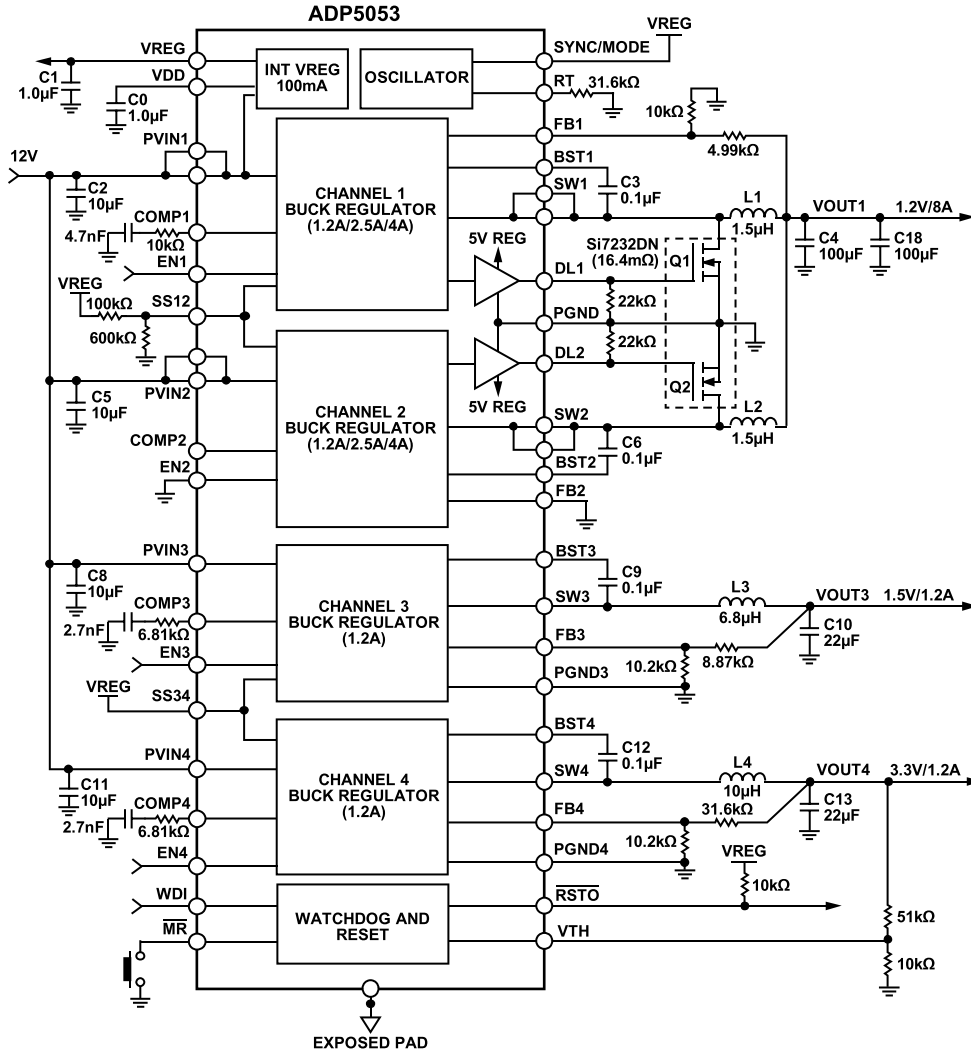 ADP5053
VREG
VREG
C1
1.0µF
VDD
C0
1.0µF
INT VREG
100mA
OSCILLATOR
SYNC/MODE
RT
31.6kΩ
10kΩ
FB1
4.99kΩ
12V
PVIN1
C2
10µF
COMP1
4.7nF
10kΩ
EN1
CHANNEL 1
BUCK REGULATOR
(1.2A/2.5A/4A)
BST1
C3
0.1µF
SW1
L1
1.5µH
VOUT1
1.2V/8A
C4
100µF
C18
100µF
5V REG
Si7232DN
(16.4mΩ)
Q1
DL1
22kΩ
VREG
100kΩ
SS12
600kΩ
PGND
22kΩ
DL2
5V REG
Q2
PVIN2
C5
10µF
CHANNEL 2
BUCK REGULATOR
(1.2A/2.5A/4A)
SW2
L2
1.5µH
COMP2
C6
0.1µF
EN2
BST2
FB2
PVIN3
C8
10µF
COMP3
2.7nF
6.81kΩ
EN3
CHANNEL 3
BUCK REGULATOR
(1.2A)
BST3
C9
0.1µF
SW3
L3
6.8µH
VOUT3
1.5V/1.2A
C10
22µF
FB3
10.2kΩ
8.87kΩ
PGND3
VREG
SS34
PVIN4
C11
10µF
COMP4
2.7nF
6.81kΩ
EN4
CHANNEL 4
BUCK REGULATOR
(1.2A)
BST4
C12
0.1µF
SW4
L4
10µH
VOUT4
3.3V/1.2A
C13
22µF
FB4
31.6kΩ
10.2kΩ
PGND4
VREG
10kΩ
WDI
MR
WATCHDOG AND
RESET
RSTO
VTH
51kΩ
10kΩ
EXPOSED PAD